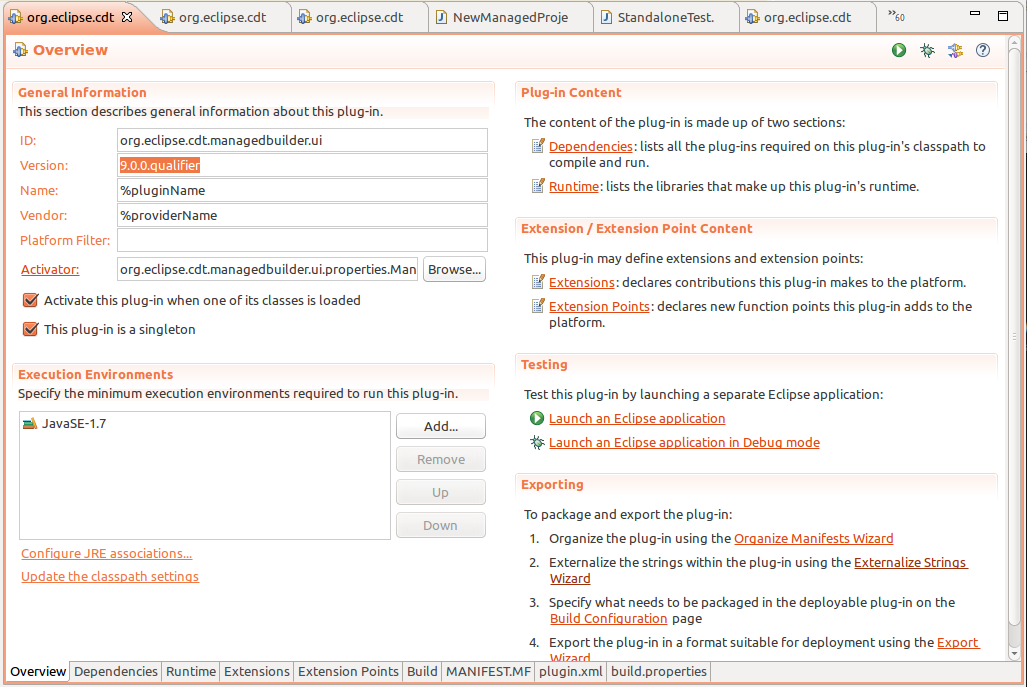 org.eclipse.cdt
org.eclipse.cdt
org.eclipse.cdt
NewManagedProje
StandaloneTest.
org.eclipse.cdt
»60
Overview
General Information
This section describes general information about this plug-in.
ID:
org.eclipse.cdt.managedbuilder.ui
Version:
9.0.0.qualifier
Name:
%pluginName
Vendor:
%providerName
Platform Filter:
Activator:
org.eclipse.cdt.managedbuilder.ui.properties.Man
Browse...
Activate this plug-in when one of its classes is loaded
This plug-in is a singleton
Execution Environments
Specify the minimum execution environments required to run this plug-in.
JavaSE-1.7
Add...
Remove
Up
Down
Configure JRE associations...
Update the classpath settings
Plug-in Content
The content of the plug-in is made up of two sections:
Dependencies: lists all the plug-ins required on this plug-in's classpath to
compile and run.
Runtime: lists the libraries that make up this plug-in's runtime.
Extension / Extension Point Content
This plug-in may define extensions and extension points:
Extensions: declares contributions this plug-in makes to the platform.
Extension Points: declares new function points this plug-in adds to the
platform.
Testing
Test this plug-in by launching a separate Eclipse application:
Launch an Eclipse application
Launch an Eclipse application in Debug mode
Exporting
To package and export the plug-in:
1. Organize the plug-in using the Organize Manifests Wizard
2. Externalize the strings within the plug-in using the Externalize Strings
Wizard
3. Specify what needs to be packaged in the deployable plug-in on the
Build Configuration page
4. Export the plug-in in a format suitable for deployment using the Export
Wizard
Overview
Dependencies
Runtime
Extensions
Extension Points
Build
MANIFEST.MF
plugin.xml
build.properties